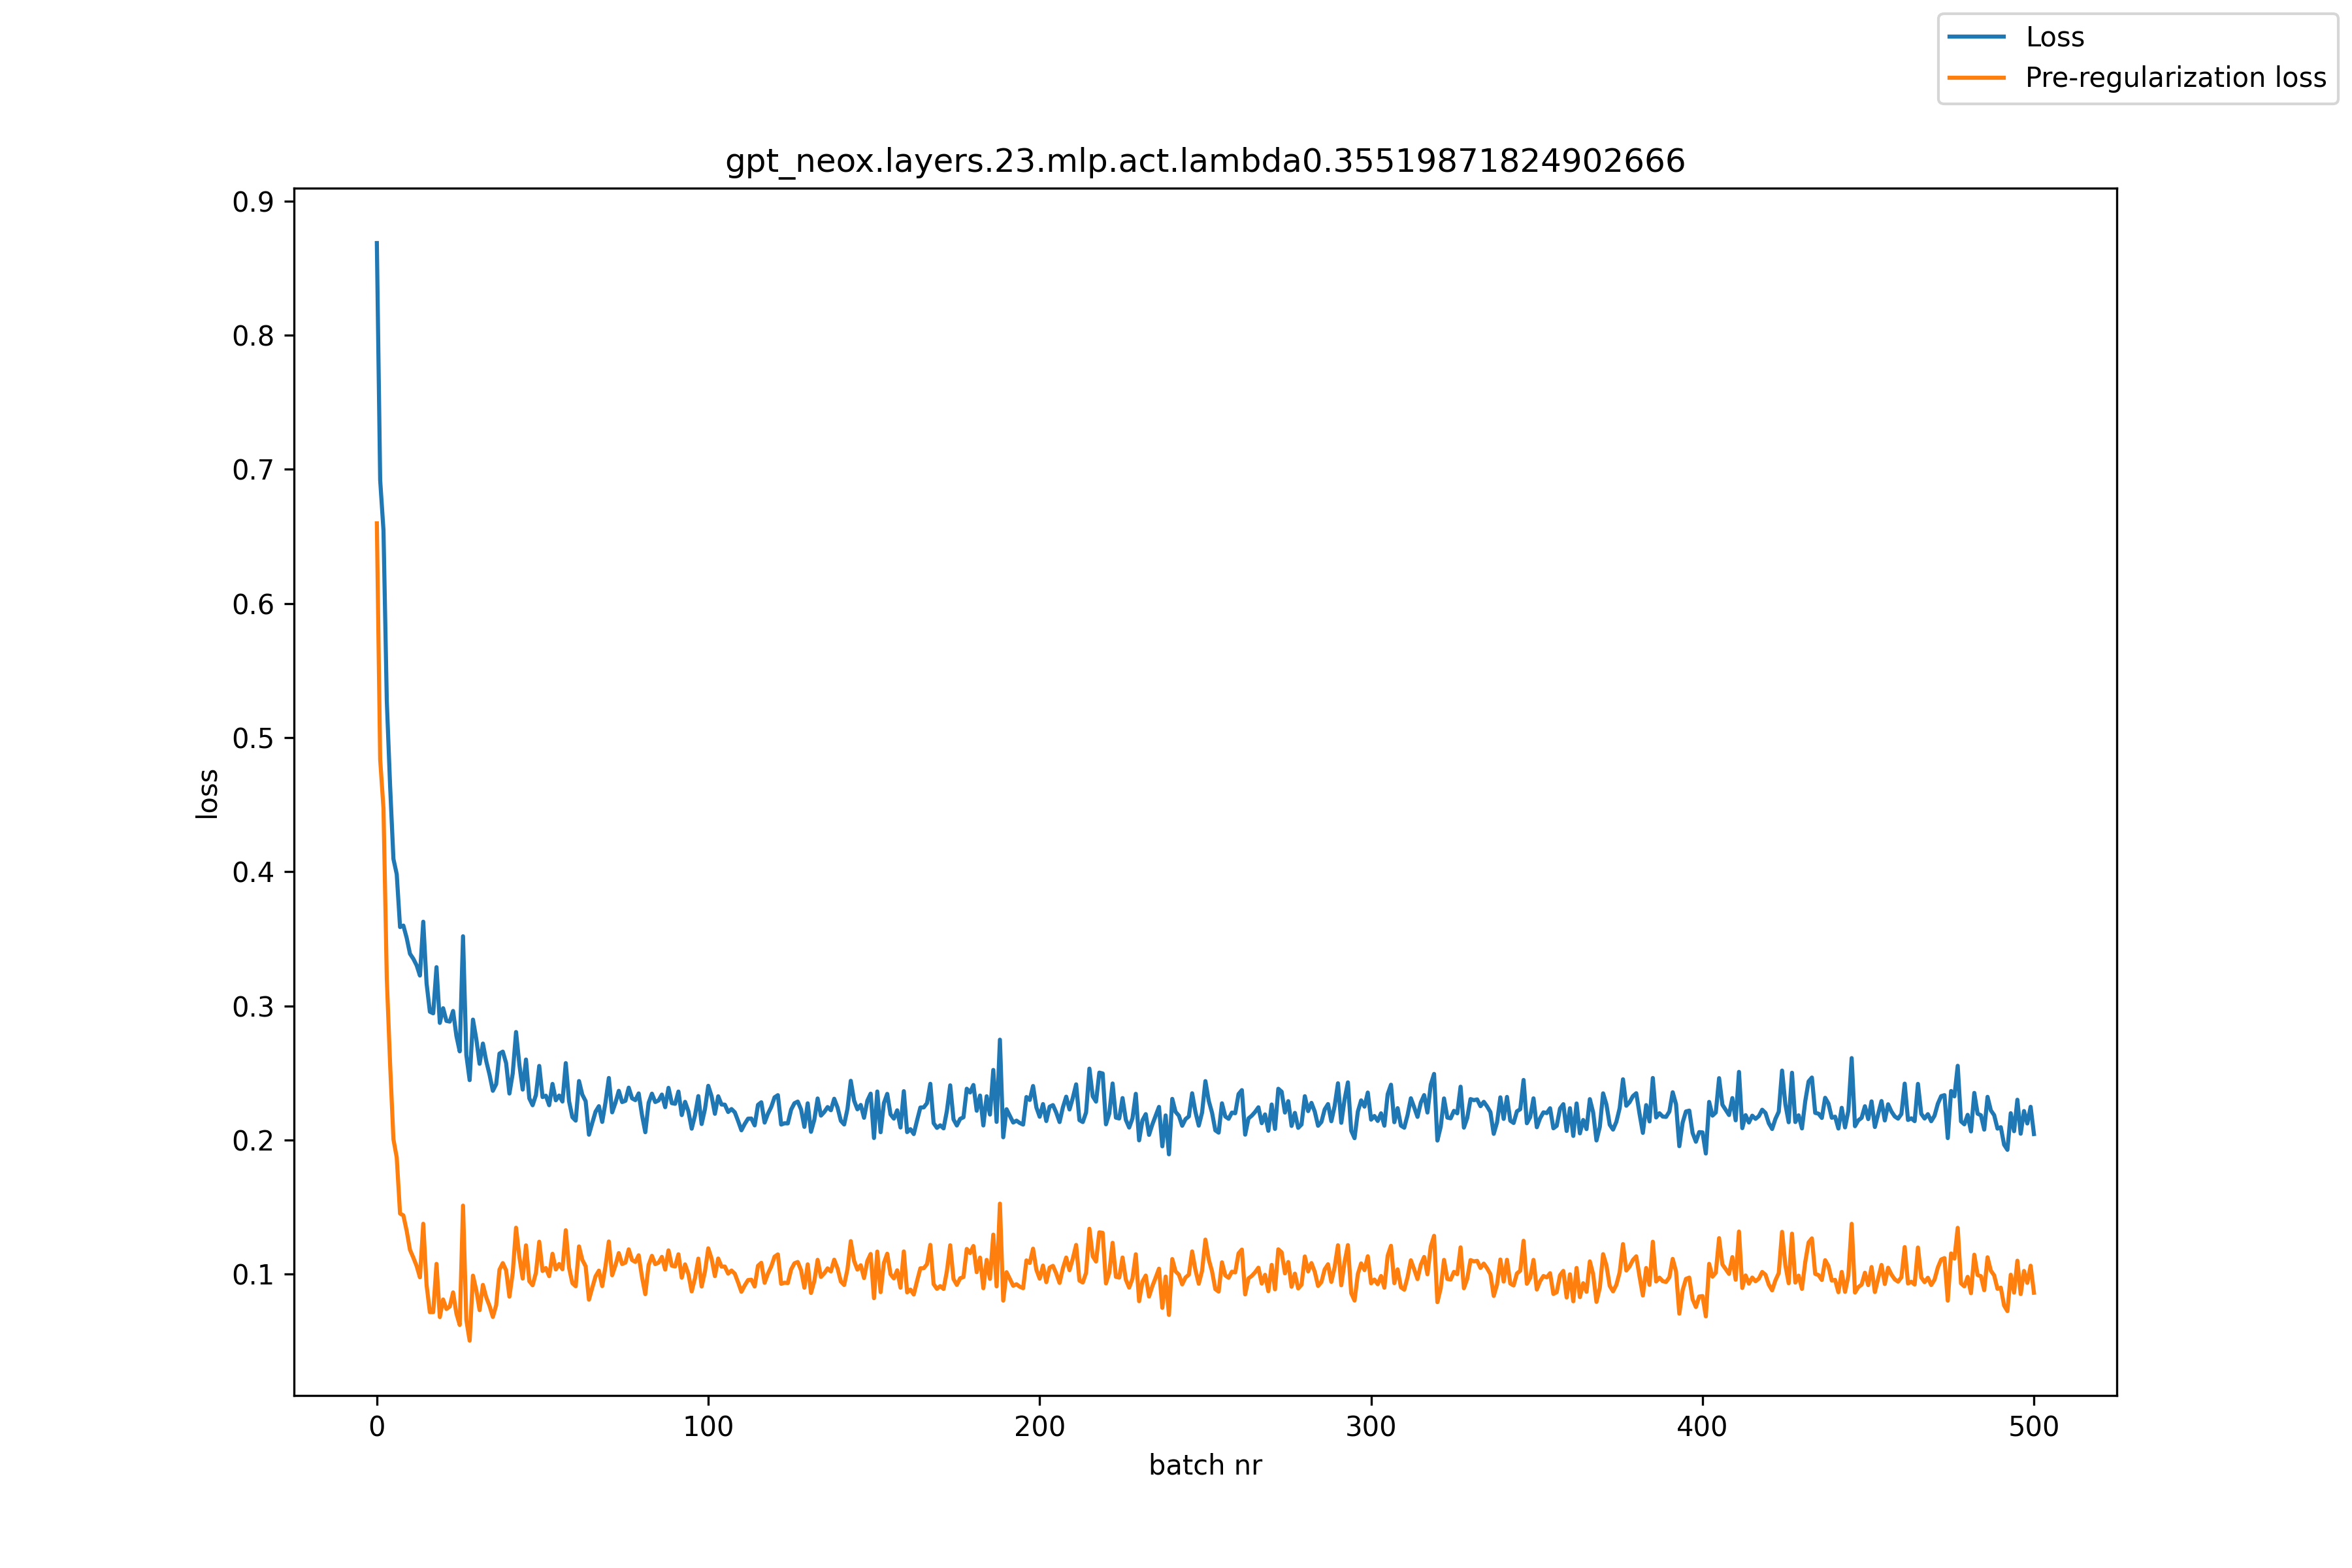 Loss
Pre-regularization loss
gpt_neox.layers.23.mlp.act.lambda0.35519871824902666
0.9
0.8
0.7
0.6
0.5
0.4
0.3
0.2
0.1
loss
0 100 200 300 400 500
batch nr